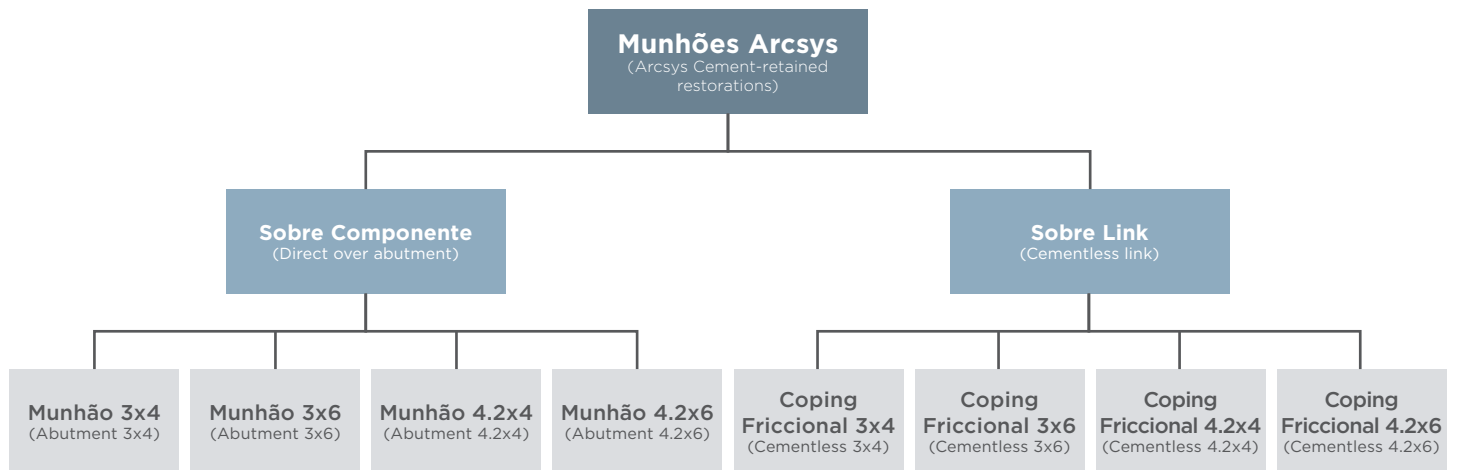 Munhões Arcsys
(Arcsys Cement-retained
restorations)
Sobre Componente
(Direct over abutment)
Sobre Link
(Cementless link)
Munhão 3x4
(Abutment 3x4)
Munhão 3x6
(Abutment 3x6)
Munhão 4.2x4
(Abutment 4.2x4)
Munhão 4.2x6
(Abutment 4.2x6)
Coping
Friccional 3x4
(Cementless 3x4)
Coping
Friccional 3x6
(Cementless 3x6)
Coping
Friccional 4.2x4
(Cementless 4.2x4)
Coping
Friccional 4.2x6
(Cementless 4.2x6)